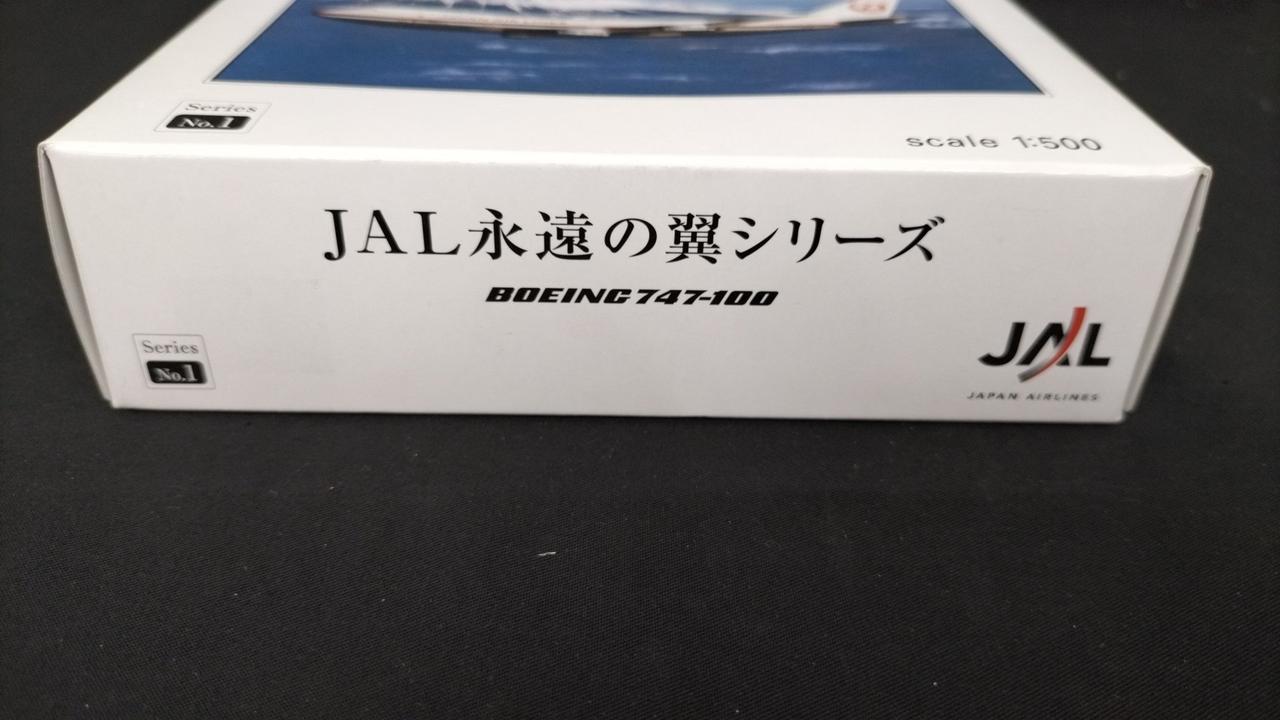 Series
No.1
scale 1:500
JAL永遠の翼シリーズ
BOEING 747-100
Series
No.1
JAL
JAPAN AIRLINES